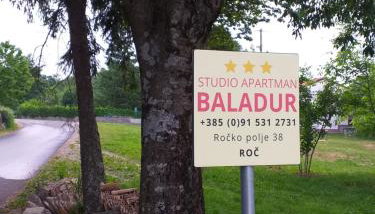 STUDIO APARTMAN
BALADUR
+385 (0)91 531 2731
Ročko polje 38
ROČ